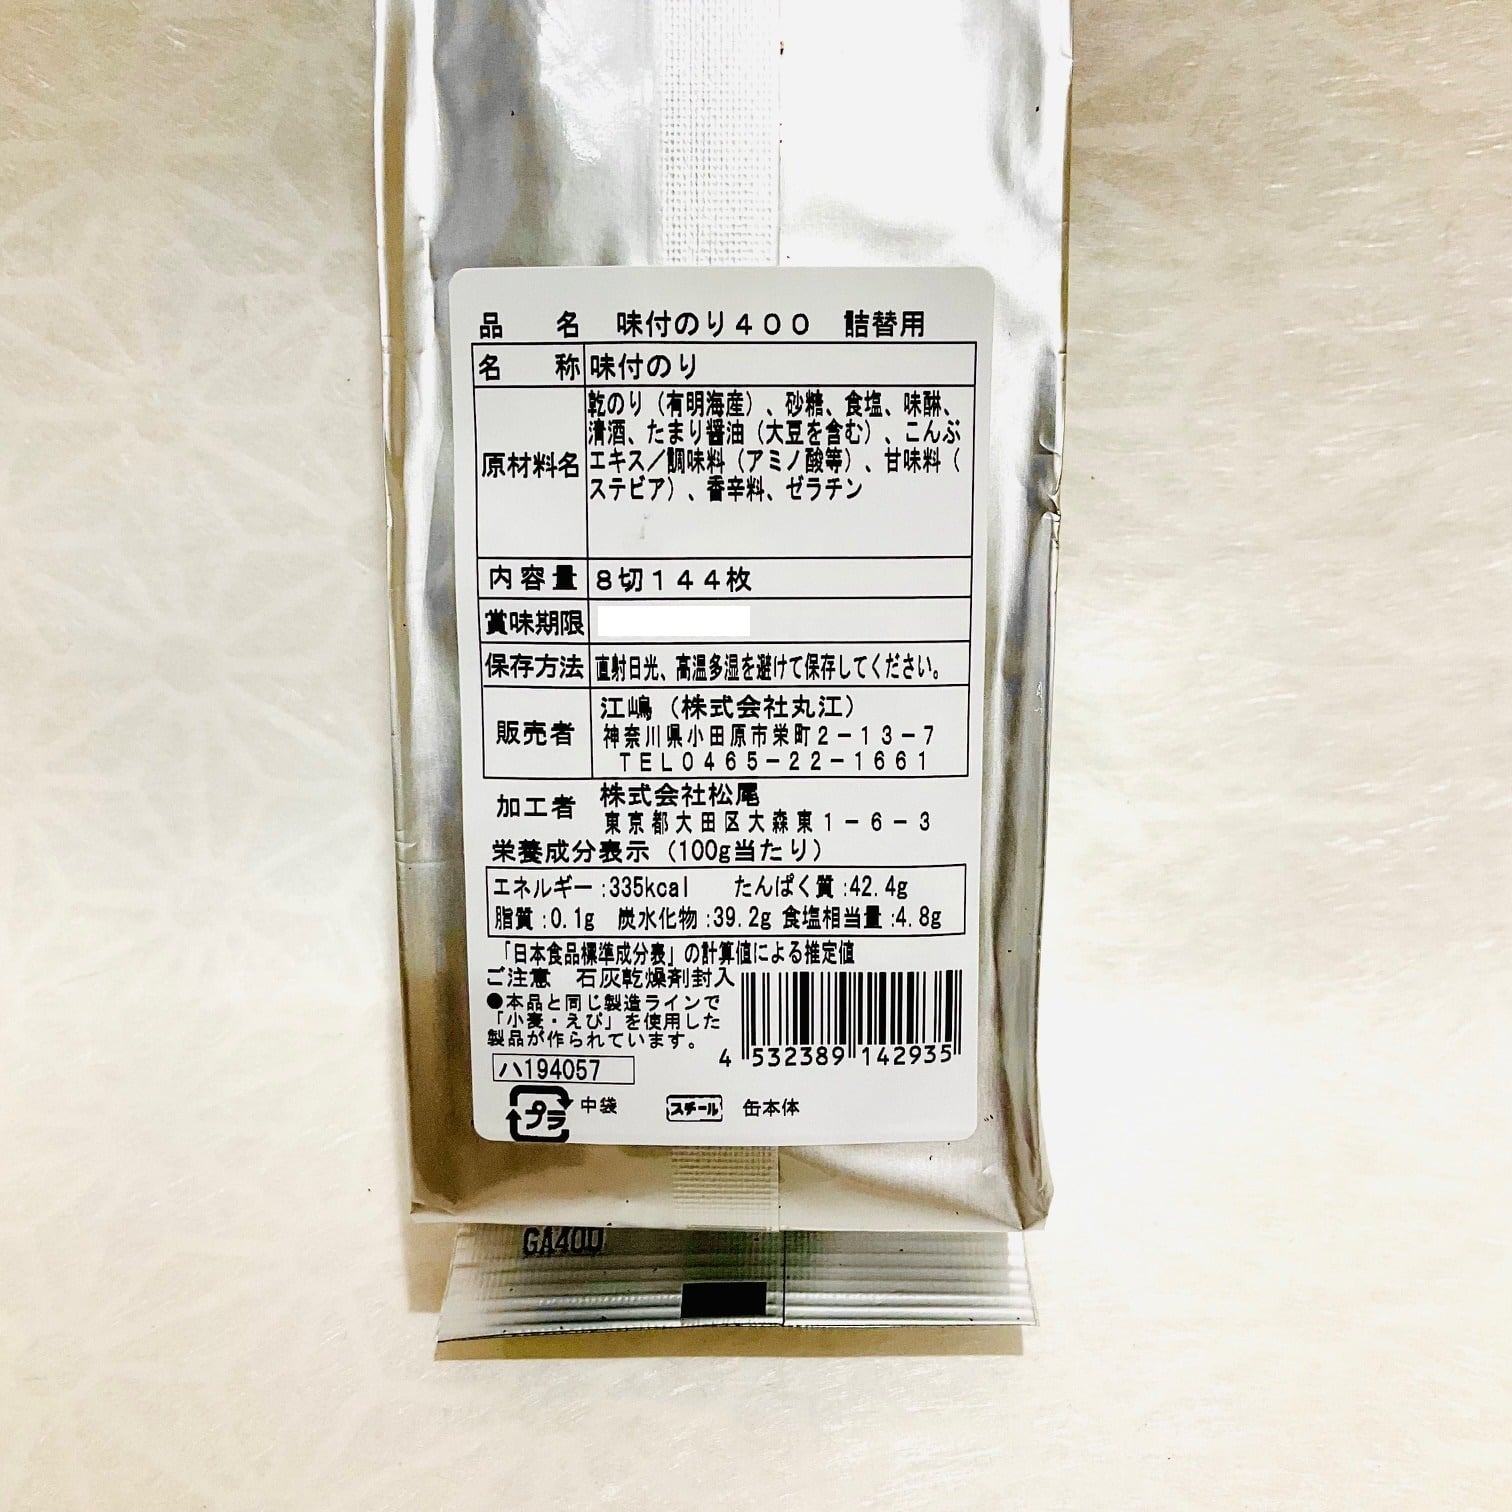 品 名 味付のり400 詰替用
名 称 味付のり
原材料名
乾のり（有明海産）、砂糖、食塩、味醂、
清酒、たまり醤油（大豆を含む）、こんぶ
エキス／調味料（アミノ酸等）、甘味料（
ステビア）、香辛料、ゼラチン
内容量 8切144枚
賞味期限
保存方法 直射日光、高温多湿を避けて保存してください。
販売者
江嶋（株式会社丸江）
神奈川県小田原市栄町2－13－7
TEL0465－22－1661
加工者 株式会社松尾
東京都大田区大森東1－6－3
栄養成分表示（100g当たり）
エネルギー:335kcal たんぱく質:42.4g
脂質:0.1g 炭水化物:39.2g 食塩相当量:4.8g
「日本食品標準成分表」の計算値による推定値
ご注意 石灰乾燥剤封入
●本品と同じ製造ラインで
「小麦・えび」を使用した
製品が作られています。
4 532389 142935
ハ194057
プラ 中袋 スチール 缶本体
GA400